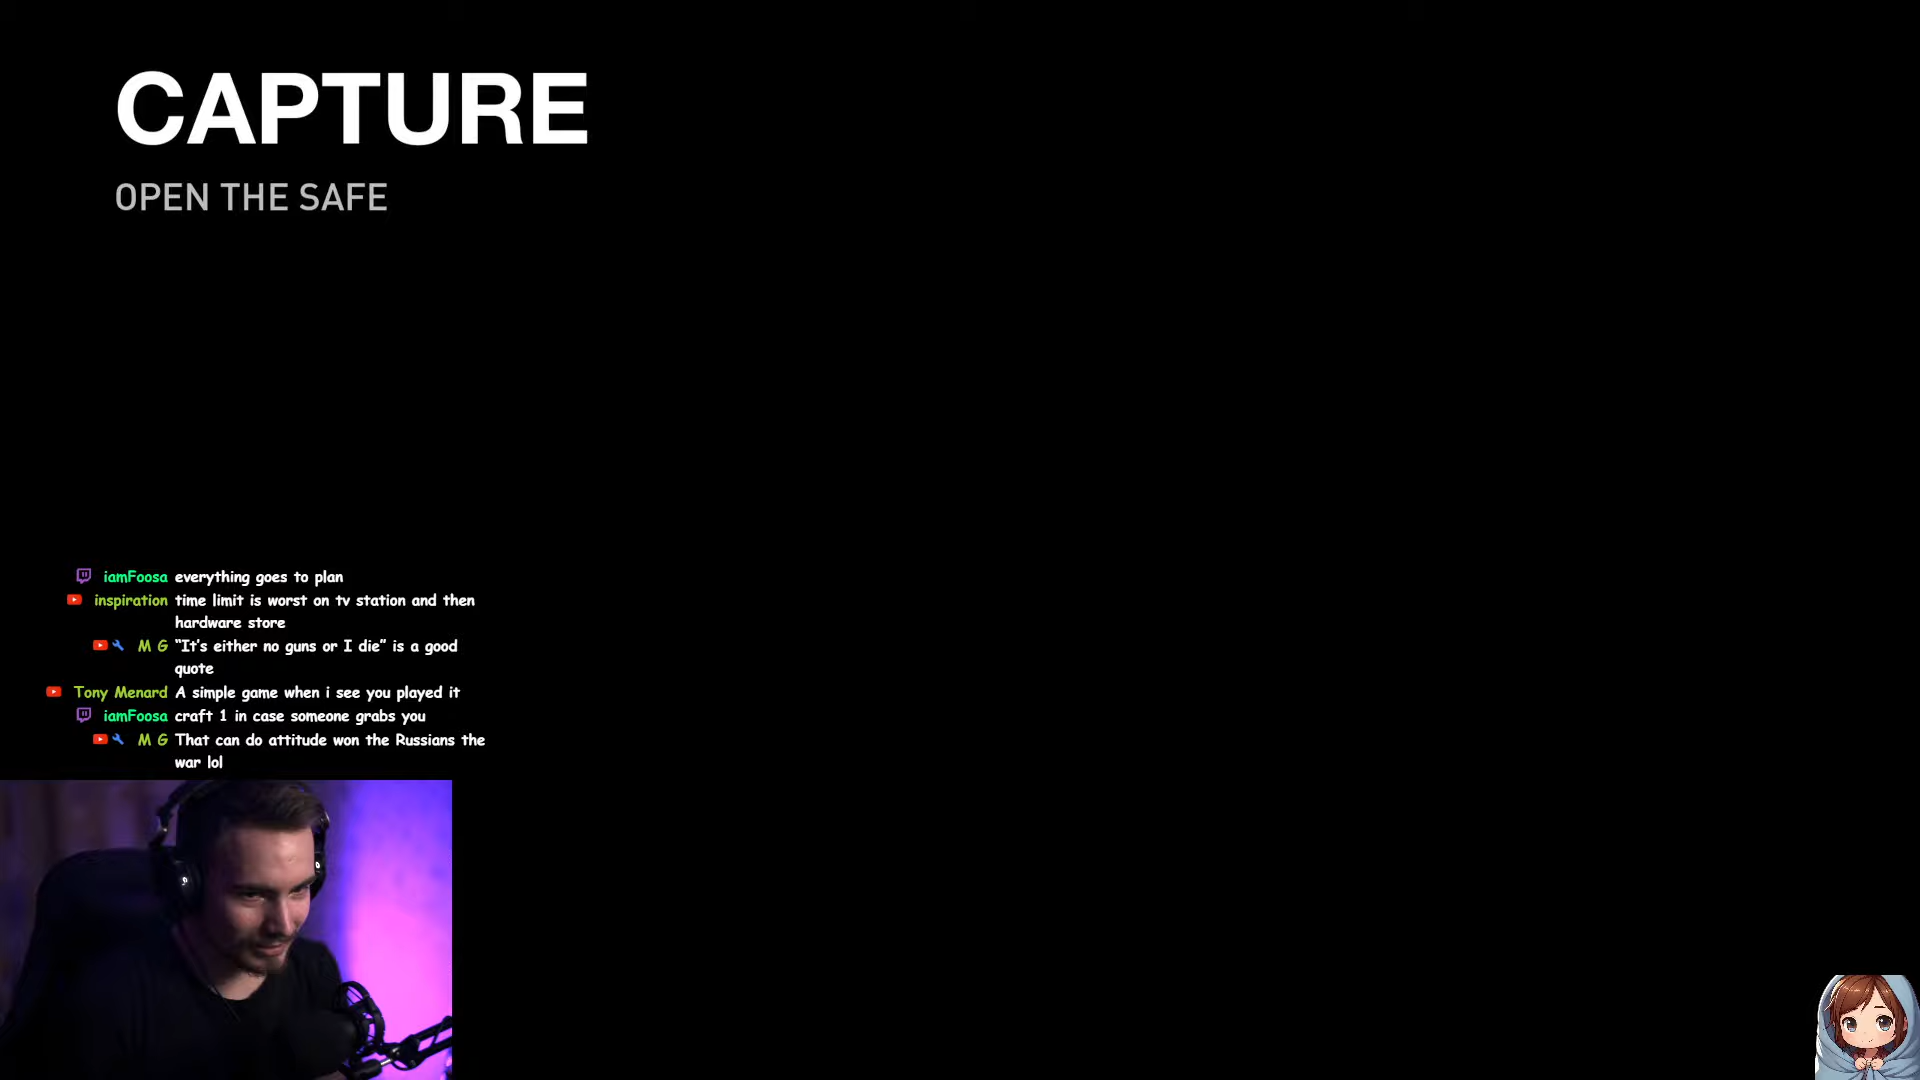 CAPTURE
OPEN THE SAFE
iamFoosa everything goes to plan
inspiration time limit is worst on tv station and then
hardware store
M G “It's either no guns or I die” is a good
quote
Tony Menard A simple game when i see you played it
iamFoosa craft 1 in case someone grabs you
M G That can do attitude won the Russians the
war lol